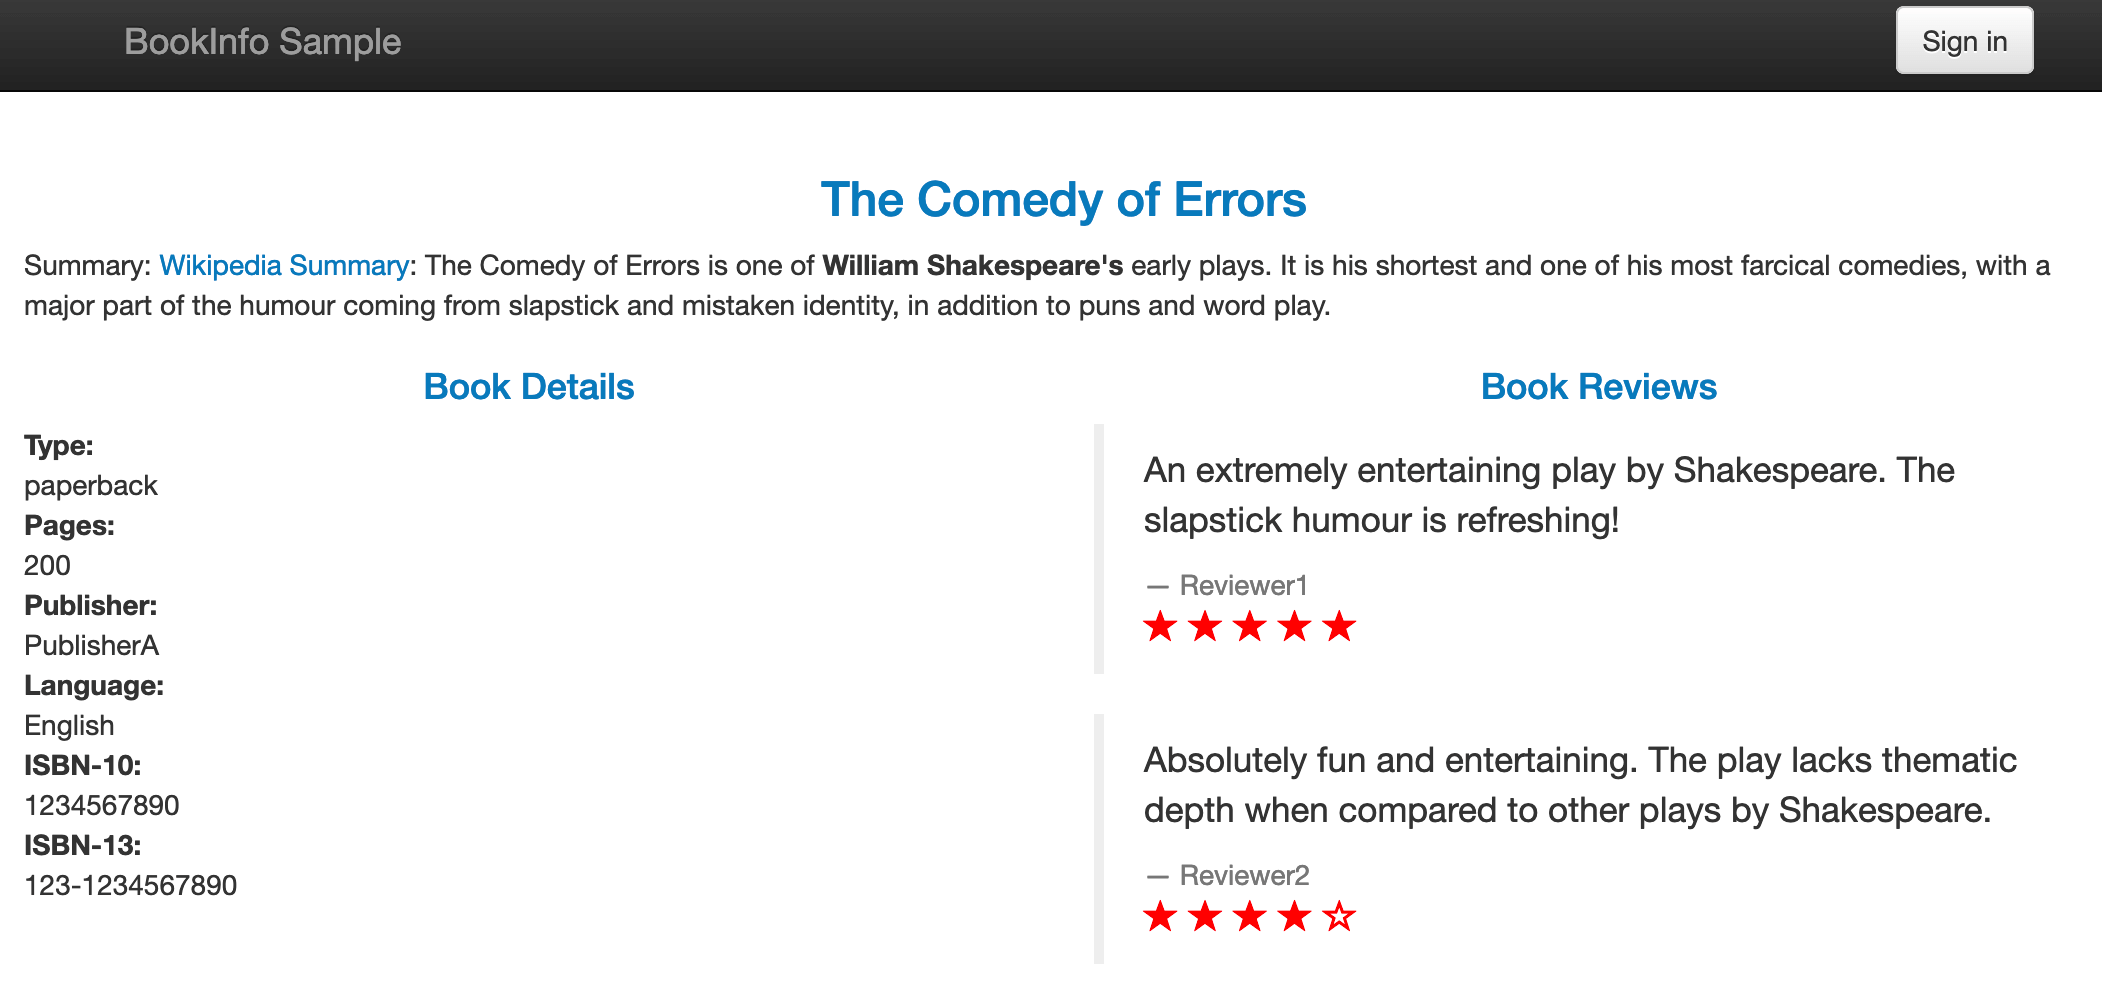 BookInfo Sample
Sign in
The Comedy of Errors
Summary: Wikipedia Summary: The Comedy of Errors is one of William Shakespeare's early plays. It is his shortest and one of his most farcical comedies, with a
major part of the humour coming from slapstick and mistaken identity, in addition to puns and word play.
Book Details
Type:
paperback
Pages:
200
Publisher:
PublisherA
Language:
English
ISBN-10:
1234567890
ISBN-13:
123-1234567890
Book Reviews
An extremely entertaining play by Shakespeare. The
slapstick humour is refreshing!
— Reviewer1
Absolutely fun and entertaining. The play lacks thematic
depth when compared to other plays by Shakespeare.
— Reviewer2